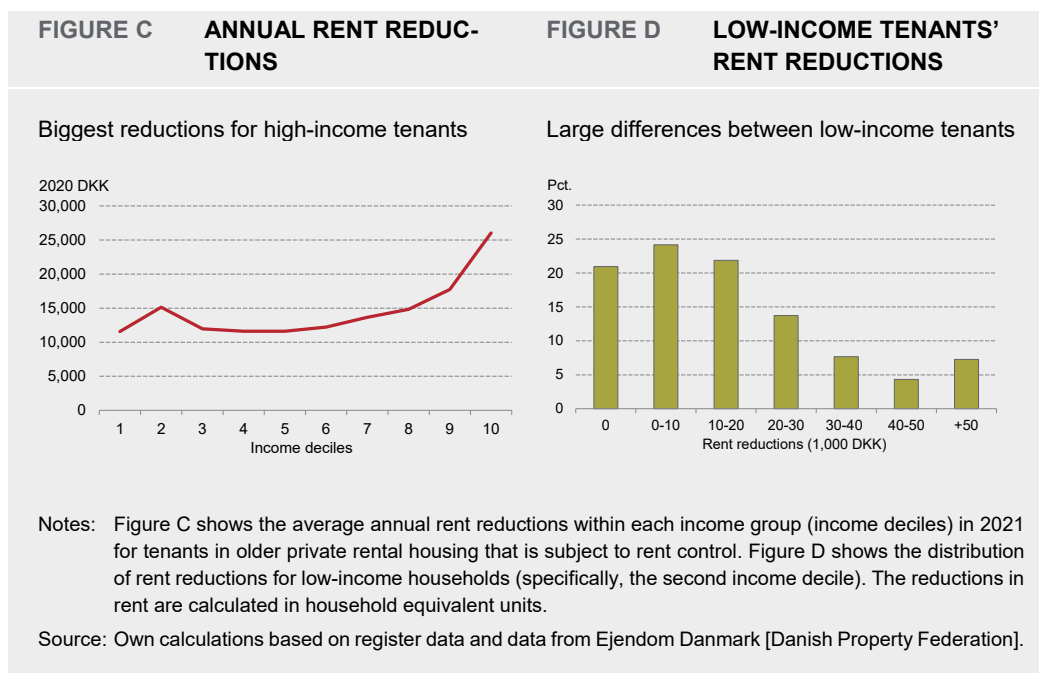 FIGURE C ANNUAL RENT REDUC-
TIONS
Biggest reductions for high-income tenants
2020 DKK
30,000
25,000
20,000
15,000
10,000
5,000
0
1 2 3 4 5 6 7 8 9 10
Income deciles
FIGURE D LOW-INCOME TENANTS’
RENT REDUCTIONS
Large differences between low-income tenants
Pct.
30
25
20
15
10
5
0
0 0-10 10-20 20-30 30-40 40-50 +50
Rent reductions (1,000 DKK)
Notes: Figure C shows the average annual rent reductions within each income group (income deciles) in 2021
for tenants in older private rental housing that is subject to rent control. Figure D shows the distribution
of rent reductions for low-income households (specifically, the second income decile). The reductions in
rent are calculated in household equivalent units.
Source: Own calculations based on register data and data from Ejendom Danmark [Danish Property Federation].